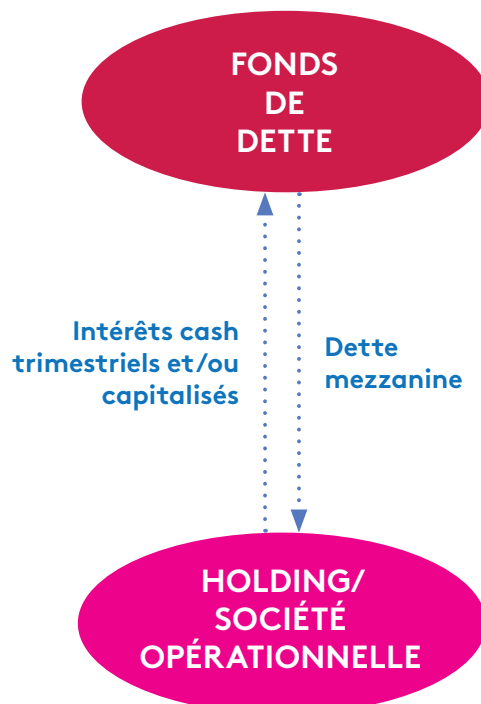 FONDS
DE
DETTE
Intérêts cash
trimestriels et/ou
capitalisés
Dette
mezzanine
HOLDING/
SOCIÉTÉ
OPÉRATIONNELLE